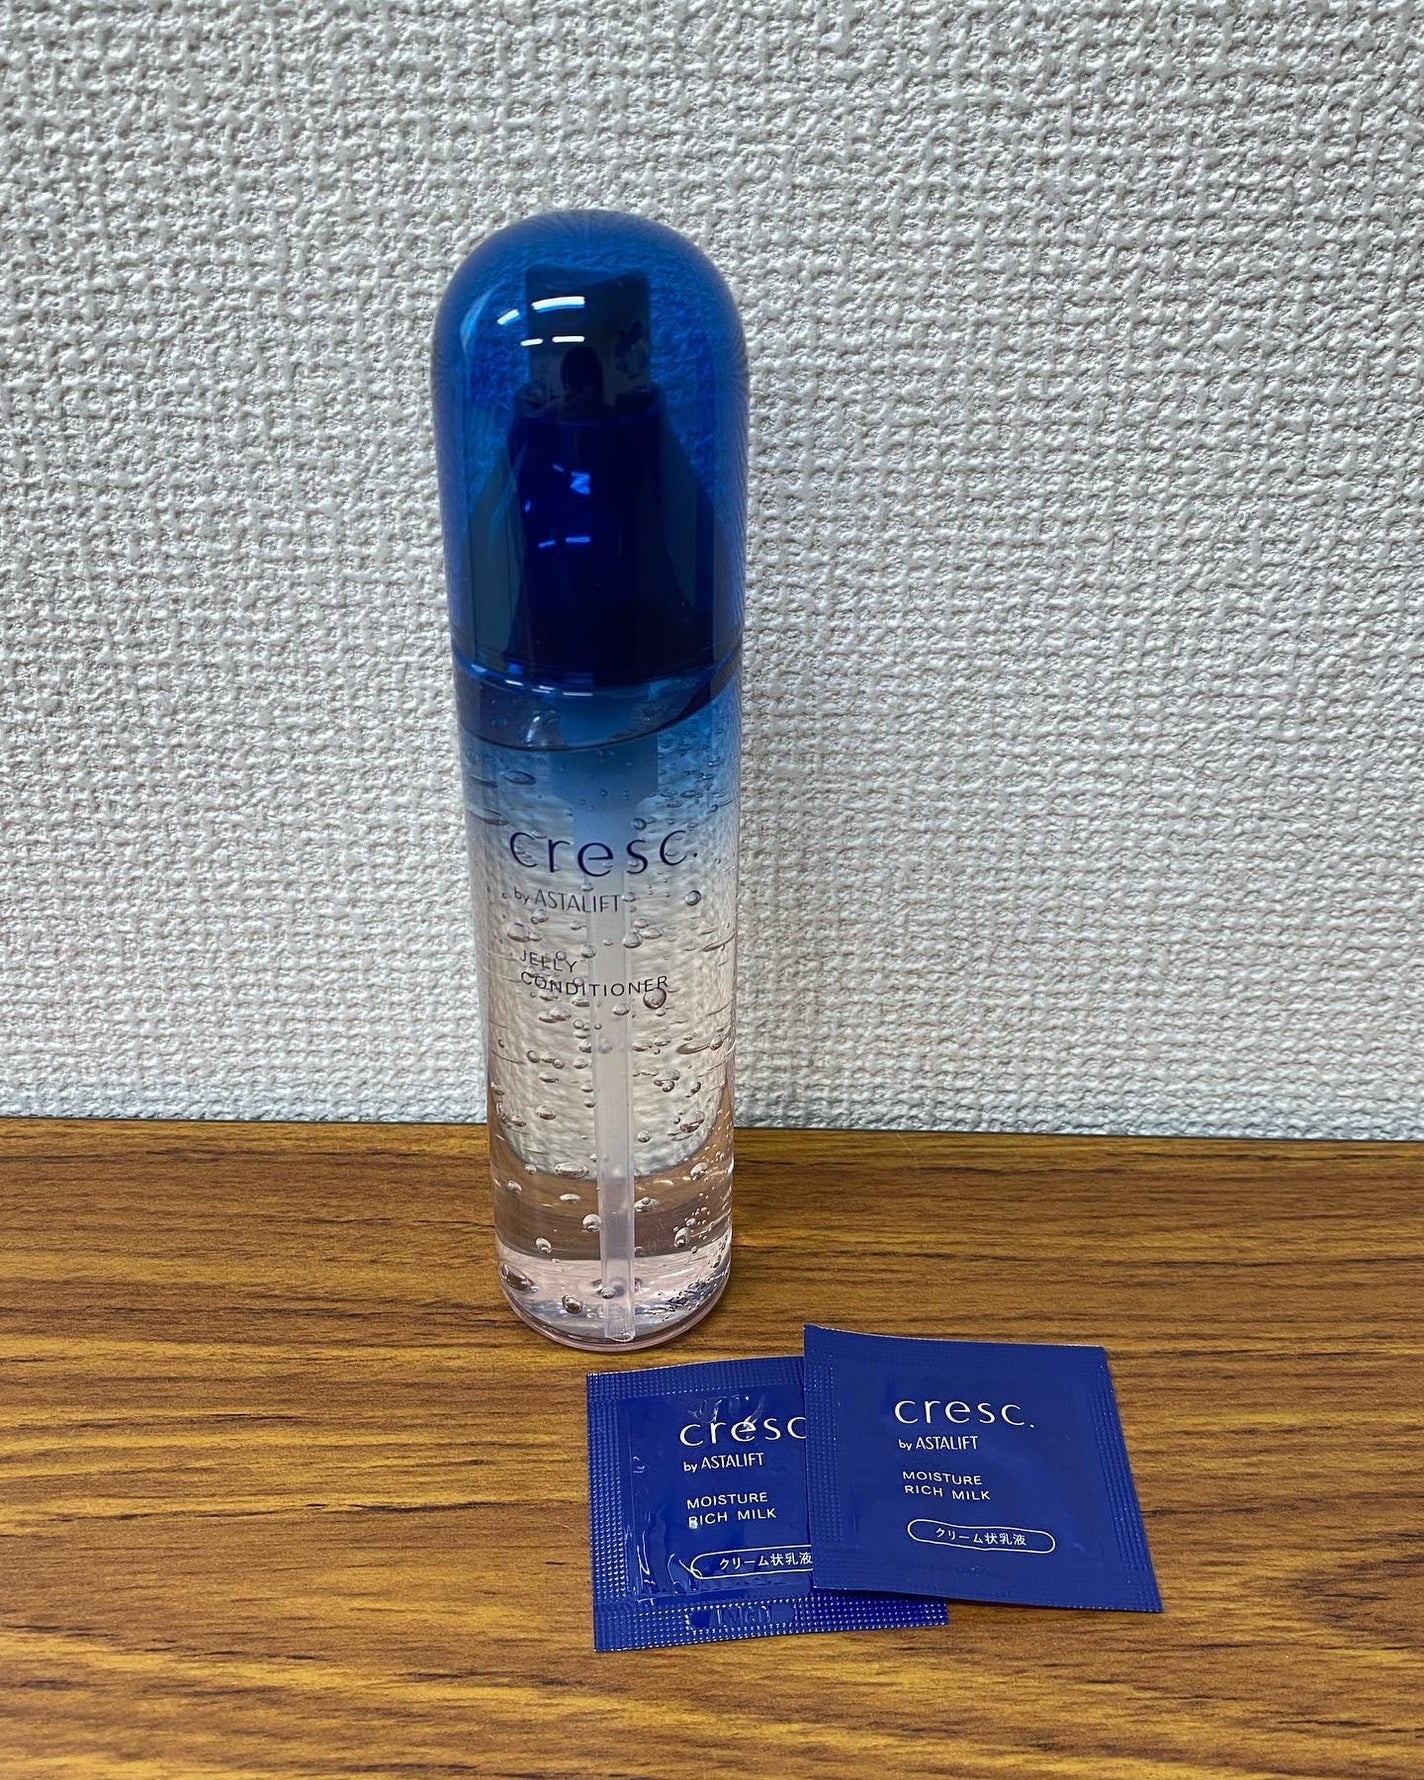 cresc.
by ASTALIFT
JELLY
CONDITIONER
cresc
by ASTALIFT
MOISTURE
RICH MILK
クリーム状乳液
cresc.
by ASTALIFT
MOISTURE
RICH MILK
クリーム状乳液